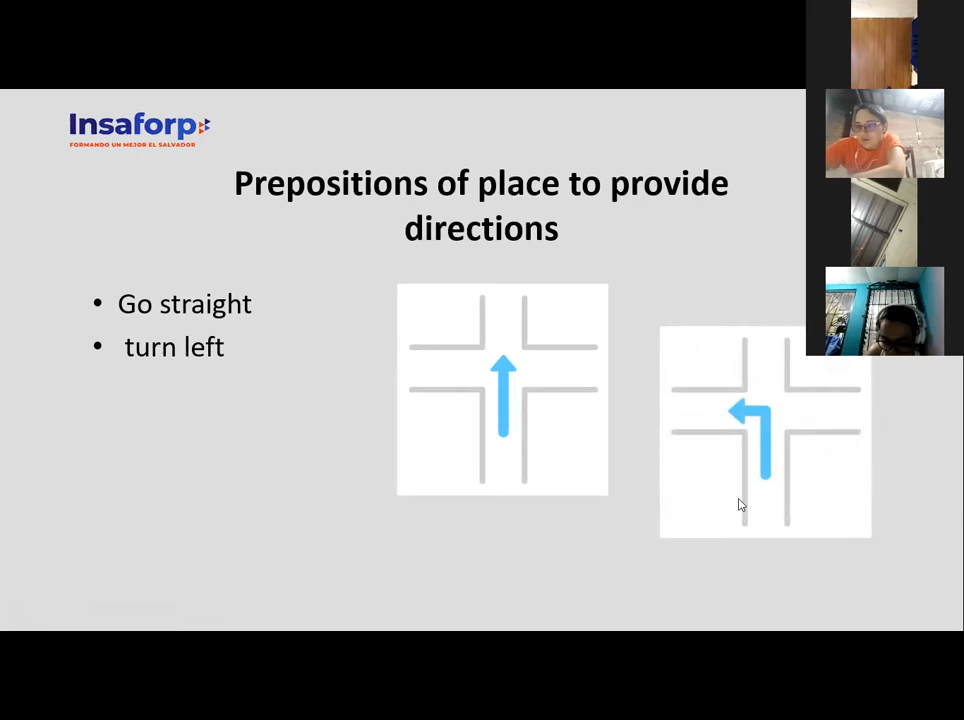 Insaforp
FORMANDO UN MEJOR EL SALVADOR
Prepositions of place to provide
directions
• Go straight
• turn left